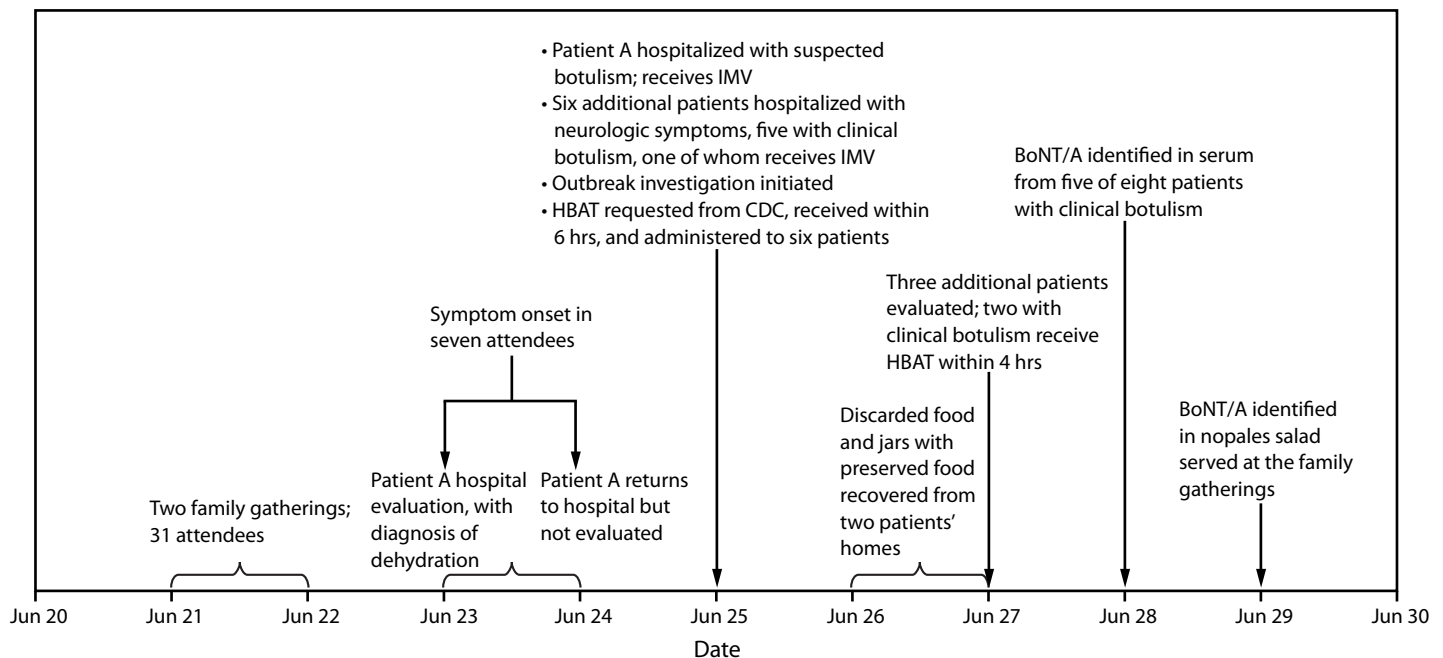 • Patient A hospitalized with suspected
botulism; receives IMV
• Six additional patients hospitalized with
neurologic symptoms, five with clinical
botulism, one of whom receives IMV
• Outbreak investigation initiated
• HBAT requested from CDC, received within
6 hrs, and administered to six patients
BoNT/A identified in serum
from five of eight patients
with clinical botulism
Three additional patients
evaluated; two with
clinical botulism receive
HBAT within 4 hrs
Symptom onset in
seven attendees
Discarded food
and jars with
preserved food
recovered from
two patients’
homes
BoNT/A identified
in nopales salad
served at the family
gatherings
Two family gatherings;
31 attendees
Patient A hospital
evaluation, with
diagnosis of
dehydration
Patient A returns
to hospital but
not evaluated
Jun 20 Jun 21 Jun 22 Jun 23 Jun 24 Jun 25 Jun 26 Jun 27 Jun 28 Jun 29 Jun 30
Date